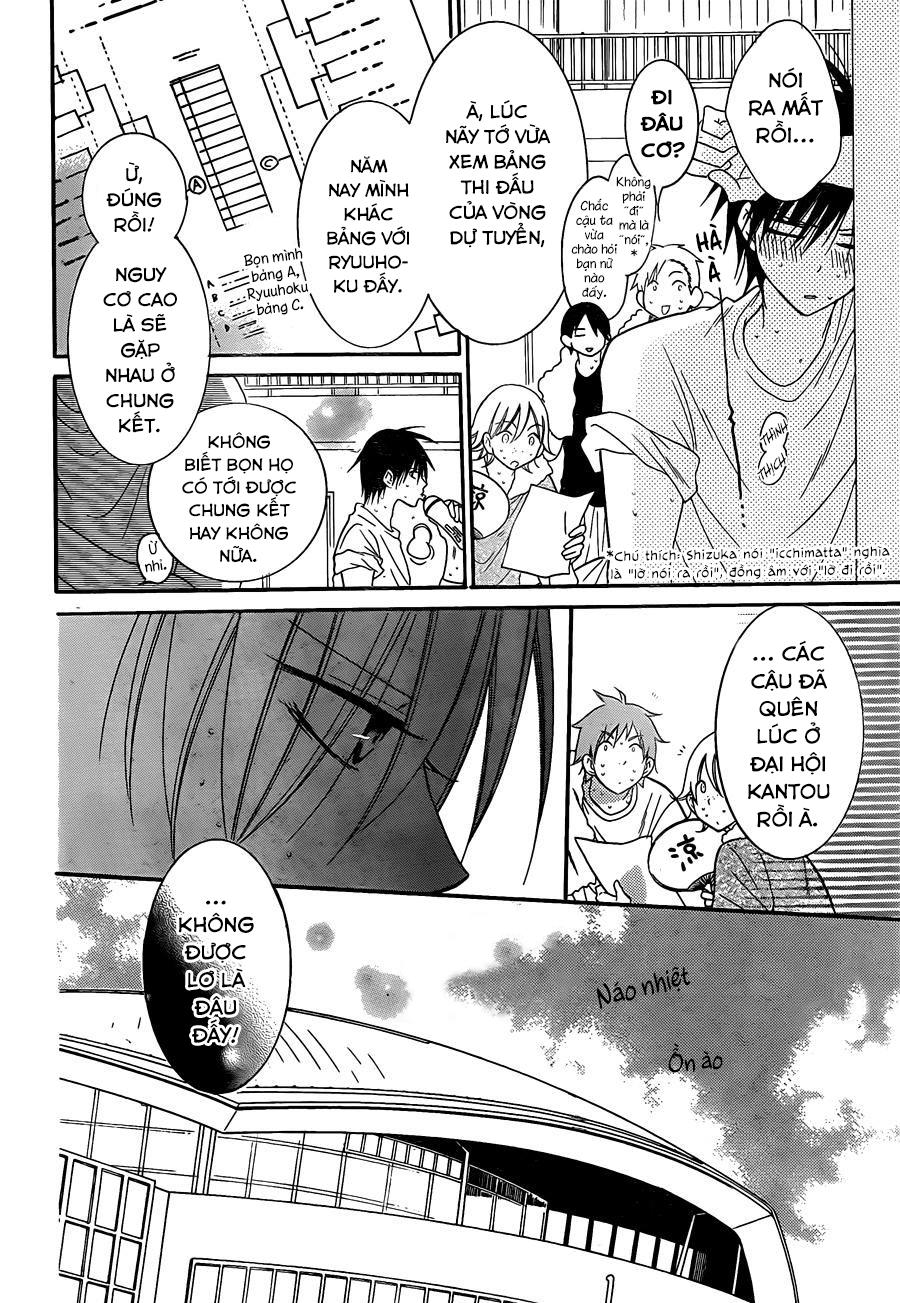 NÓI
RA MẤT
RỒI...
ĐI
ĐÂU
CƠ?
Không
phải
"đi"
mà là
"nói".
*
Chắc
cậu ta
vừa
chào hỏi
bạn nữ
nào
đấy.
HÀ
À
THÌNH
THỊCH
*Chú thích: Shizuka nói "icchimatta" nghĩa
là "lỡ nói ra rồi", đồng âm với "lỡ đi rồi".
À, LÚC
NÃY TỚ VỪA
XEM BẢNG
THI ĐẤU
CỦA VÒNG
DỰ TUYỂN,
NĂM
NAY MÌNH
KHÁC
BẢNG VỚI
RYUUHO-
KU ĐẤY.
A
C
A
B
C
Bọn mình
bảng A,
Ryuuhoku
bảng C.
Ừ,
ĐÚNG
RỒI!
NGUY
CƠ CAO
LÀ SẼ
GẶP
NHAU Ở
CHUNG
KẾT.
KHÔNG
BIẾT BỌN HỌ
CÓ TỚI ĐƯỢC
CHUNG KẾT
HAY KHÔNG
NỮA.
Ừ
nhỉ.
涼
... CÁC
CẬU ĐÃ
QUÊN
LÚC Ở
ĐẠI HỘI
KANTOU
RỒI À.
涼
...
KHÔNG
ĐƯỢC
LƠ LÀ
ĐÂU
ĐẤY!
Náo nhiệt
Ồn ào